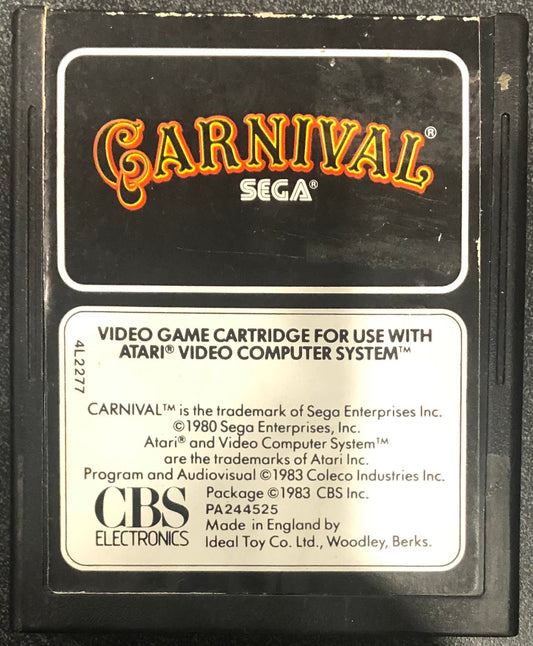 CARNIVAL®
SEGA®
VIDEO GAME CARTRIDGE FOR USE WITH
ATARI® VIDEO COMPUTER SYSTEM™
4L2277
CARNIVAL™ is the trademark of Sega Enterprises Inc.
©1980 Sega Enterprises, Inc.
Atari® and Video Computer System™
are the trademarks of Atari Inc.
Program and Audiovisual ©1983 Coleco Industries Inc.
Package ©1983 CBS Inc.
PA244525
Made in England by
Ideal Toy Co. Ltd., Woodley, Berks.
CBS
ELECTRONICS